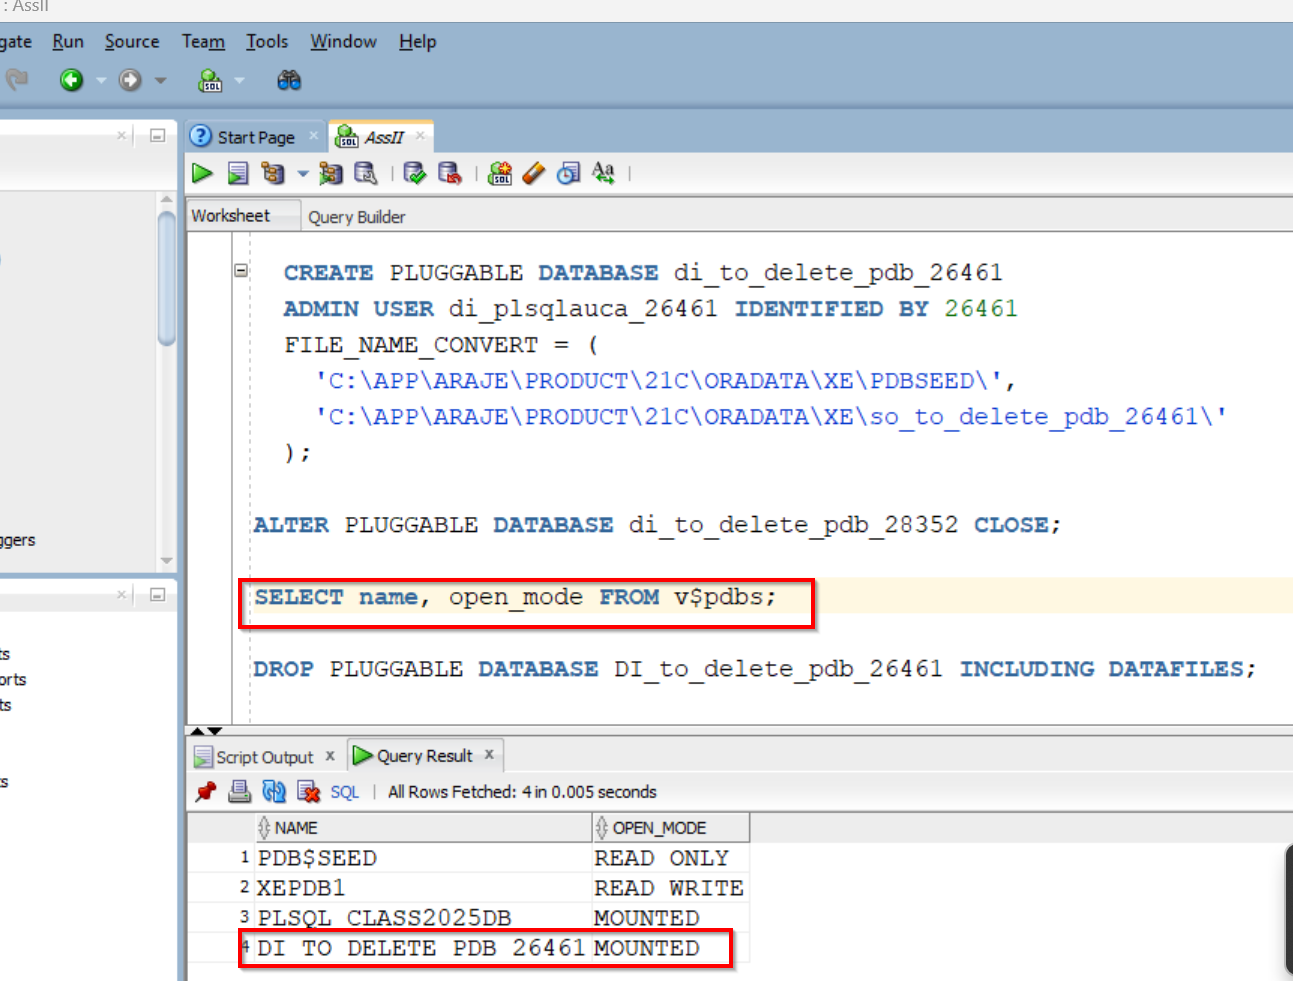 : AssII
gate Run Source Team Tools Window Help
Start Page AssII
Worksheet Query Builder
CREATE PLUGGABLE DATABASE di_to_delete_pdb_26461
ADMIN USER di_plsqlauca_26461 IDENTIFIED BY 26461
FILE_NAME_CONVERT = (
'C:\APP\ARAJE\PRODUCT\21C\ORADATA\XE\PDBSEED\',
'C:\APP\ARAJE\PRODUCT\21C\ORADATA\XE\so_to_delete_pdb_26461\'
);
ALTER PLUGGABLE DATABASE di_to_delete_pdb_28352 CLOSE;
ggers
SELECT name, open_mode FROM v$pdbs;
ts
DROP PLUGGABLE DATABASE DI_to_delete_pdb_26461 INCLUDING DATAFILES;
orts
ts
Script Output x Query Result x
ts
SQL | All Rows Fetched: 4 in 0.005 seconds
NAME OPEN_MODE
1 PDB$SEED READ ONLY
2 XEPDB1 READ WRITE
3 PLSQL_CLASS2025DB MOUNTED
4 DI_TO_DELETE_PDB_26461 MOUNTED